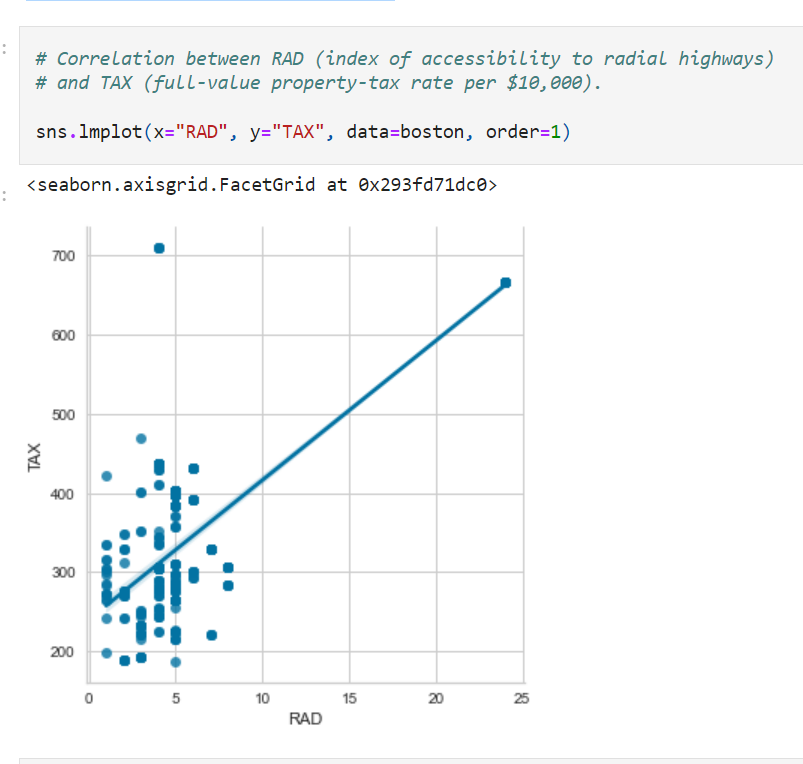 :
# Correlation between RAD (index of accessibility to radial highways)
# and TAX (full-value property-tax rate per $10,000).
sns.lmplot(x="RAD", y="TAX", data=boston, order=1)
:
<seaborn.axisgrid.FacetGrid at 0x293fd71dc0>
700
600
500
400
300
200
TAX
0 5 10 15 20 25
RAD